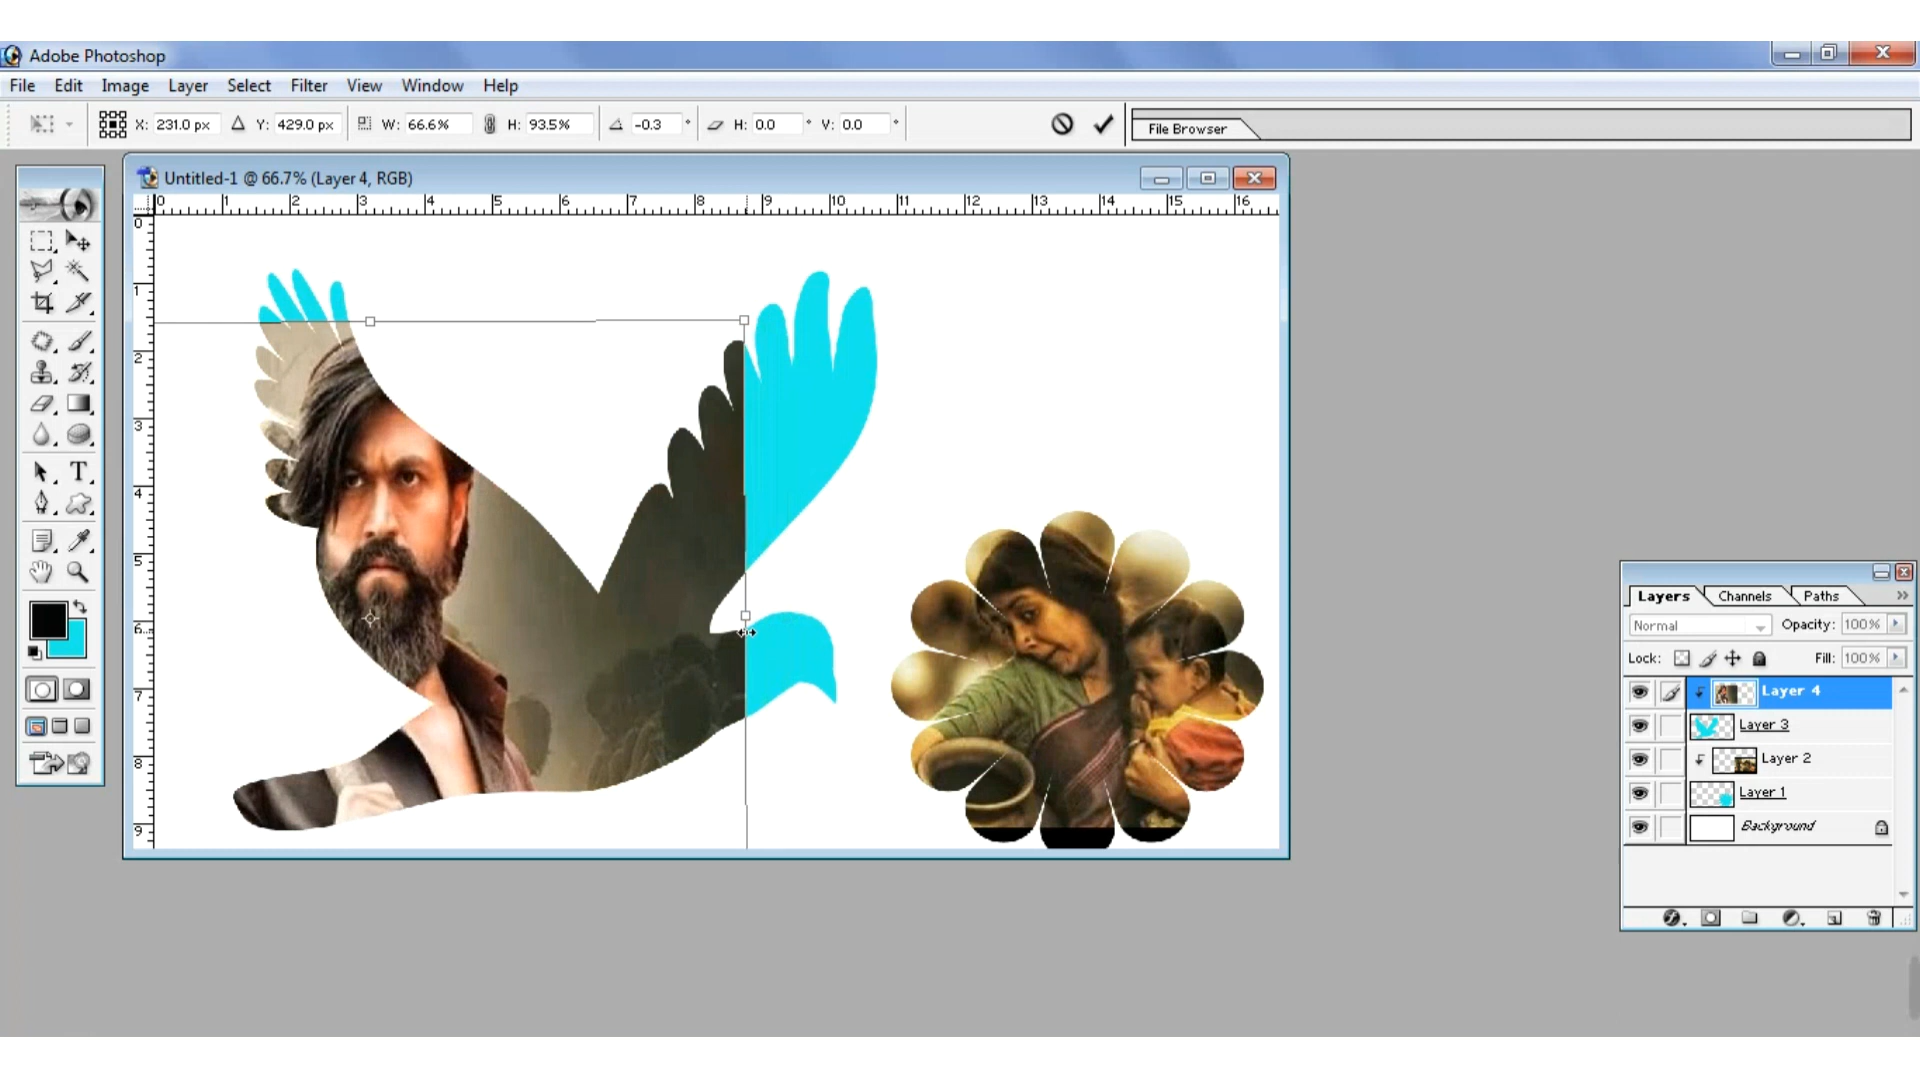 Adobe Photoshop
File Edit Image Layer Select Filter View Window Help
X: 231.0 px Y: 429.0 px W: 66.6% H: 93.5% -0.3 ° H: 0.0 ° V: 0.0 °
File Browser
Untitled-1 @ 66.7% (Layer 4, RGB)
0 1 2 3 4 5 6 7 8 9 10 11 12 13 14 15 16
0
1
2
3
4
5
6
7
8
9
T
Layers Channels Paths
Normal Opacity: 100%
Lock: Fill: 100%
Layer 4
Layer 3
Layer 2
Layer 1
Background